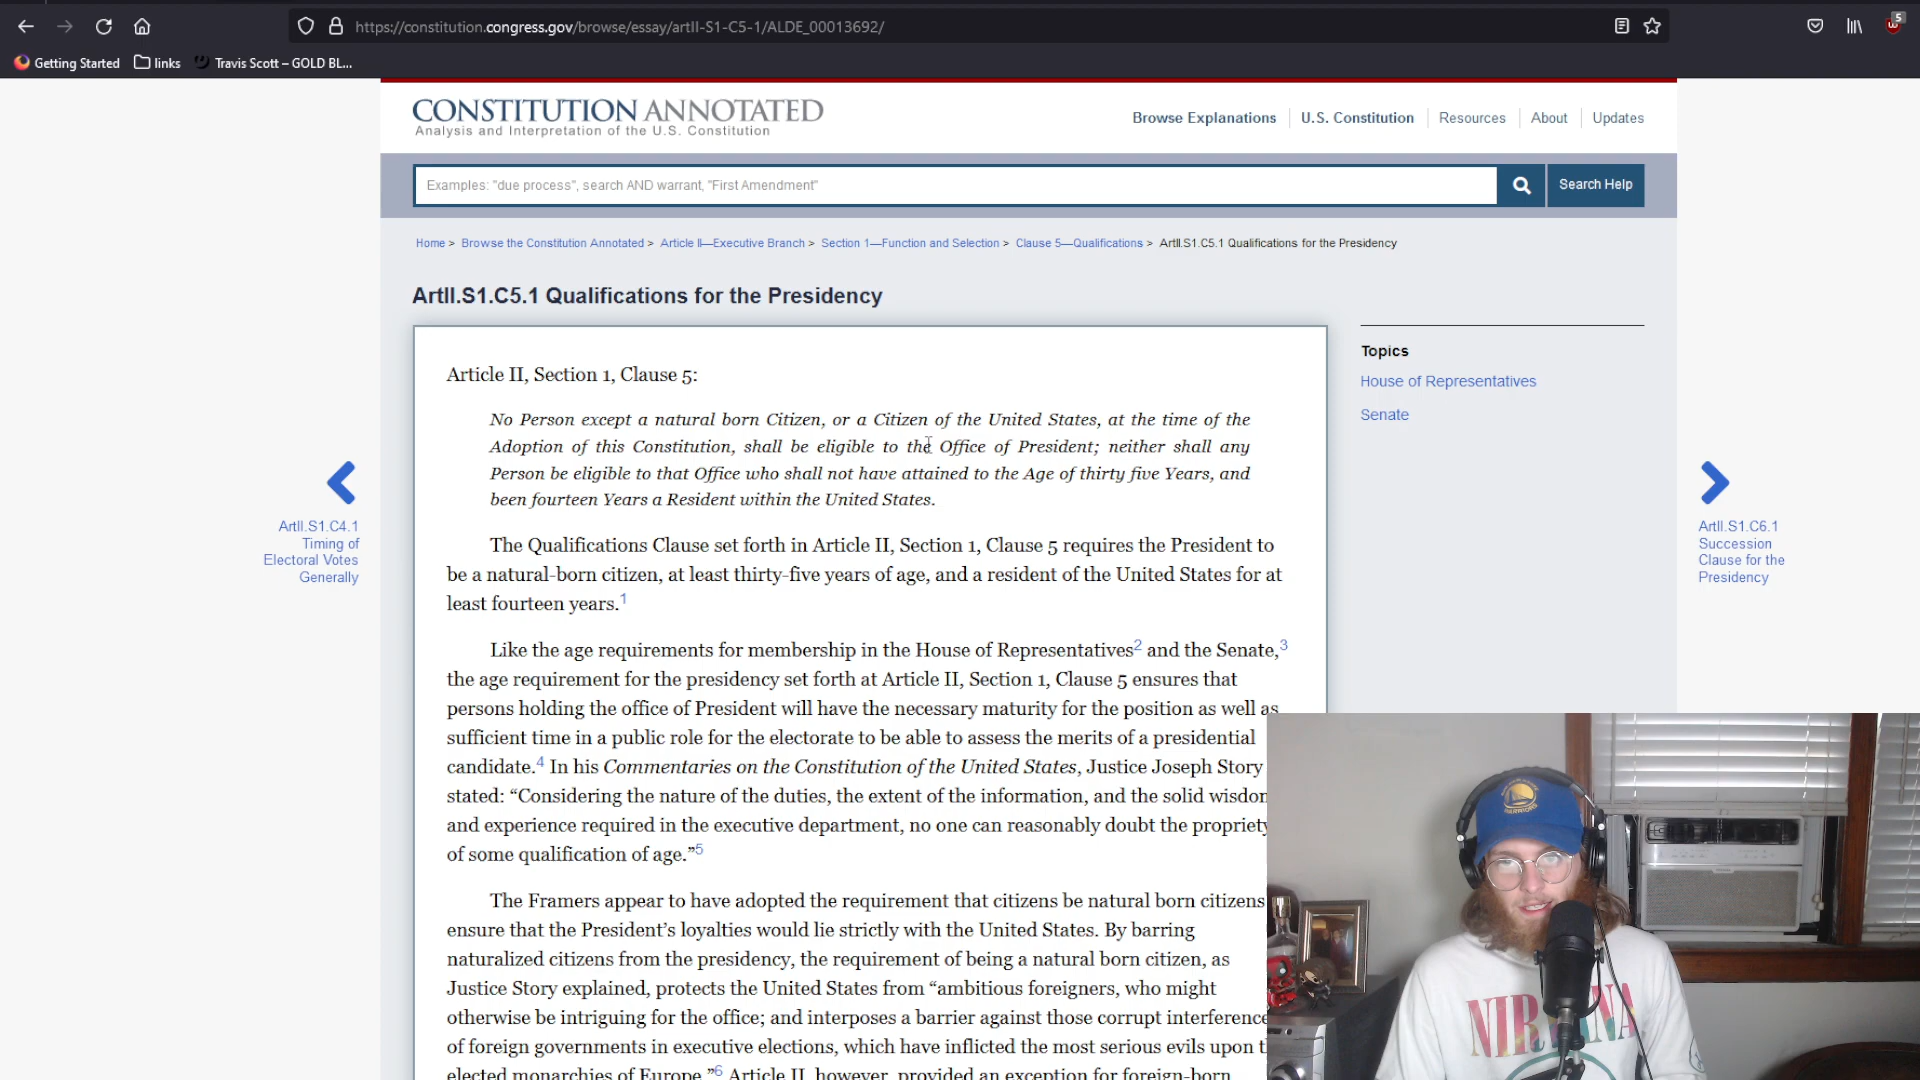 https://constitution.congress.gov/browse/essay/artII-S1-C5-1/ALDE_00013692/
5
Getting Started
links
Travis Scott – GOLD BL...
CONSTITUTION ANNOTATED
Analysis and Interpretation of the U.S. Constitution
Browse Explanations
U.S. Constitution
Resources
About
Updates
Examples: "due process", search AND warrant, "First Amendment"
Search Help
Home > Browse the Constitution Annotated > Article II—Executive Branch > Section 1—Function and Selection > Clause 5—Qualifications > ArtII.S1.C5.1 Qualifications for the Presidency
ArtII.S1.C5.1 Qualifications for the Presidency
Article II, Section 1, Clause 5:
No Person except a natural born Citizen, or a Citizen of the United States, at the time of the
Adoption of this Constitution, shall be eligible to the Office of President; neither shall any
Person be eligible to that Office who shall not have attained to the Age of thirty five Years, and
been fourteen Years a Resident within the United States.
The Qualifications Clause set forth in Article II, Section 1, Clause 5 requires the President to
be a natural-born citizen, at least thirty-five years of age, and a resident of the United States for at
least fourteen years.1
Like the age requirements for membership in the House of Representatives2 and the Senate,3
the age requirement for the presidency set forth at Article II, Section 1, Clause 5 ensures that
persons holding the office of President will have the necessary maturity for the position as well as
sufficient time in a public role for the electorate to be able to assess the merits of a presidential
candidate.4 In his Commentaries on the Constitution of the United States, Justice Joseph Story
stated: “Considering the nature of the duties, the extent of the information, and the solid wisdom
and experience required in the executive department, no one can reasonably doubt the propriety
of some qualification of age.”5
The Framers appear to have adopted the requirement that citizens be natural born citizens
ensure that the President’s loyalties would lie strictly with the United States. By barring
naturalized citizens from the presidency, the requirement of being a natural born citizen, as
Justice Story explained, protects the United States from “ambitious foreigners, who might
otherwise be intriguing for the office; and interposes a barrier against those corrupt interference
of foreign governments in executive elections, which have inflicted the most serious evils upon t
elected monarchies of Europe.”6 Article II, however, provided an exception for foreign-born
Topics
House of Representatives
Senate
ArtII.S1.C4.1
Timing of
Electoral Votes
Generally
ArtII.S1.C6.1
Succession
Clause for the
Presidency
NIRVANA